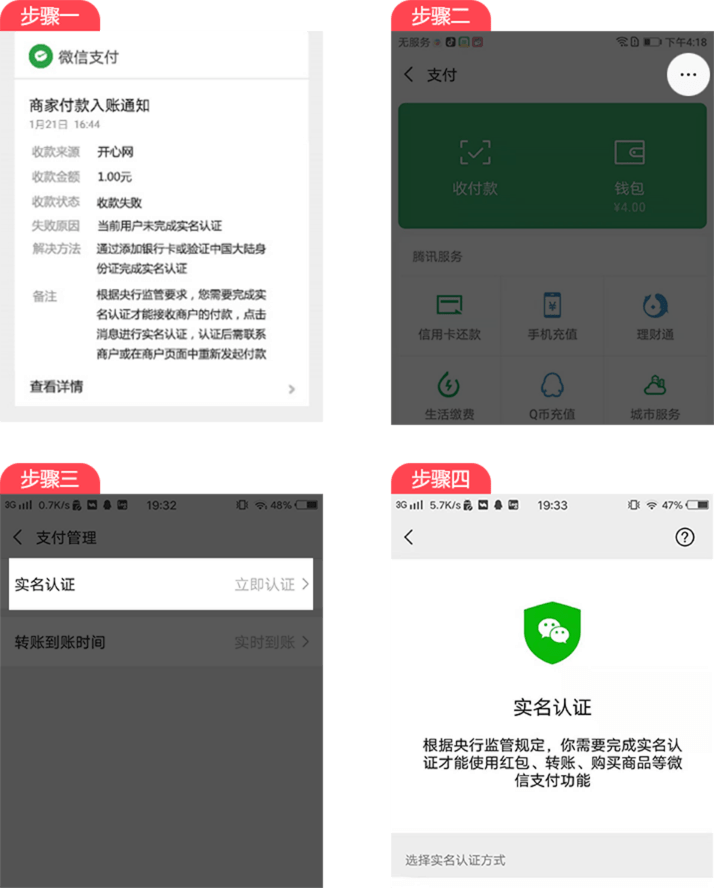 步骤一
微信支付
商家付款入账通知
1月21日 16:44
收款来源 开心网
收款金额 1.00元
收款状态 收款失败
失败原因 当前用户未完成实名认证
解决方法 通过添加银行卡或验证中国大陆身
份证完成实名认证
备注 根据央行监管要求，您需要完成实
名认证才能接收商户的付款，点击
消息进行实名认证，认证后需联系
商户或在商户页面中重新发起付款
查看详情
步骤二
无服务 下午4:18
支付
收付款 钱包
¥4.00
腾讯服务
信用卡还款 手机充值 理财通
生活缴费 Q币充值 城市服务
步骤三
3G 0.7K/s 19:32 48%
支付管理
实名认证 立即认证
转账到账时间 实时到账
步骤四
3G 5.7K/s 19:33 47%
实名认证
根据央行监管规定，你需要完成实名认
证才能使用红包、转账、购买商品等微
信支付功能
选择实名认证方式